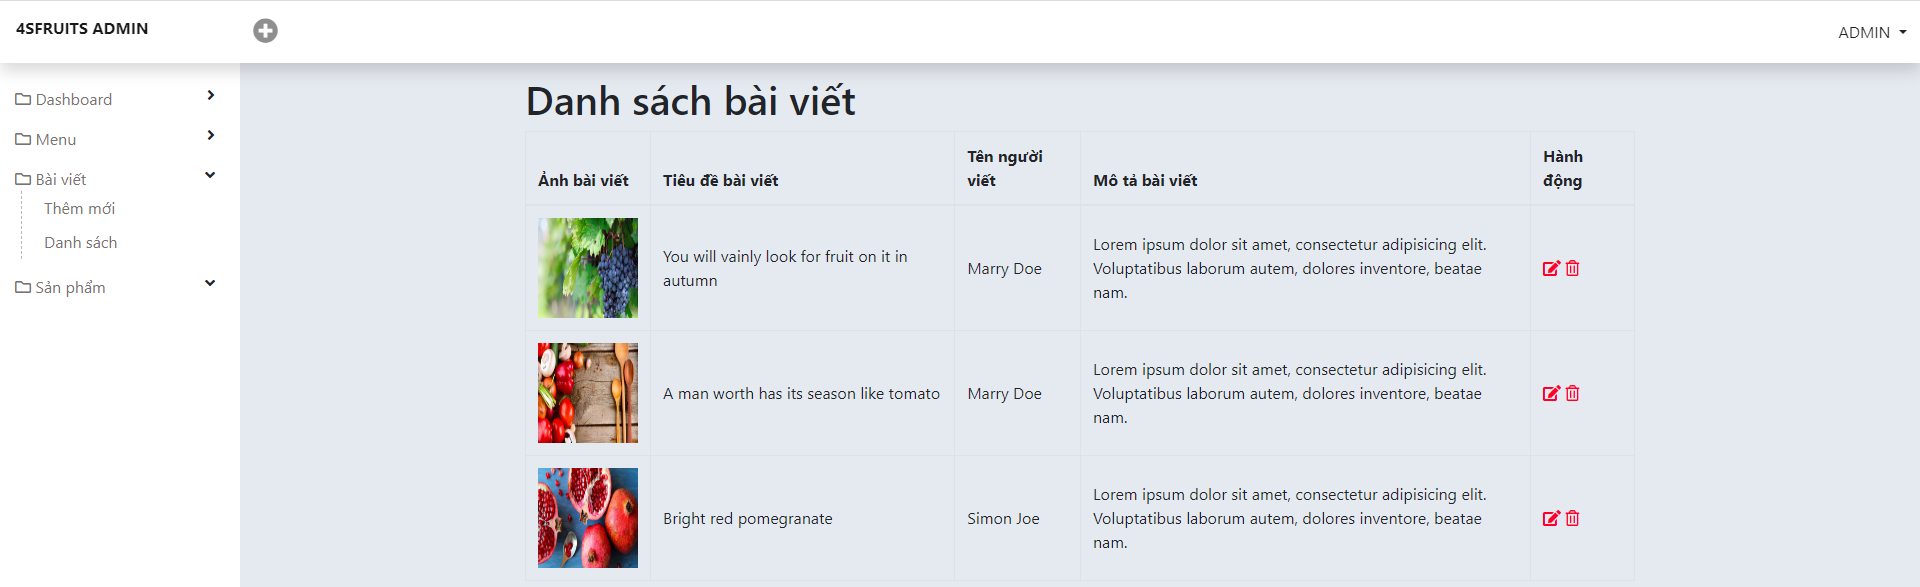 4SFRUITS ADMIN
ADMIN
Dashboard
Menu
Bài viết
Thêm mới
Danh sách
Sản phẩm
Danh sách bài viết
Ảnh bài viết
Tiêu đề bài viết
Tên người
viết
Mô tả bài viết
Hành
động
You will vainly look for fruit on it in
autumn
Marry Doe
Lorem ipsum dolor sit amet, consectetur adipisicing elit.
Voluptatibus laborum autem, dolores inventore, beatae
nam.
A man worth has its season like tomato
Marry Doe
Lorem ipsum dolor sit amet, consectetur adipisicing elit.
Voluptatibus laborum autem, dolores inventore, beatae
nam.
Bright red pomegranate
Simon Joe
Lorem ipsum dolor sit amet, consectetur adipisicing elit.
Voluptatibus laborum autem, dolores inventore, beatae
nam.